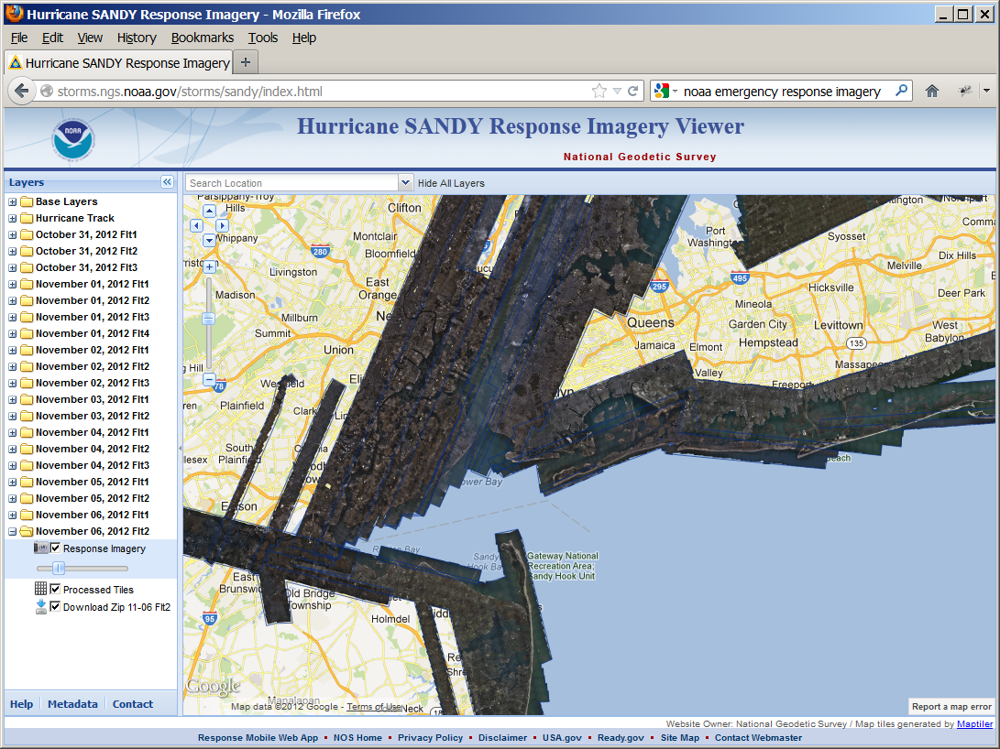 Hurricane SANDY Response Imagery - Mozilla Firefox
File Edit View History Bookmarks Tools Help
Hurricane SANDY Response Imagery
storms.ngs.noaa.gov/storms/sandy/index.html
noaa emergency response imagery
NOAA
Hurricane SANDY Response Imagery Viewer
National Geodetic Survey
Layers
Search Location
Hide All Layers
Base Layers
Hurricane Track
October 31, 2012 Flt1
October 31, 2012 Flt2
October 31, 2012 Flt3
November 01, 2012 Flt1
November 01, 2012 Flt2
November 01, 2012 Flt3
November 01, 2012 Flt4
November 02, 2012 Flt1
November 02, 2012 Flt2
November 02, 2012 Flt3
November 03, 2012 Flt1
November 03, 2012 Flt2
November 04, 2012 Flt1
November 04, 2012 Flt2
November 04, 2012 Flt3
November 05, 2012 Flt1
November 05, 2012 Flt2
November 06, 2012 Flt1
November 06, 2012 Flt2
Response Imagery
Processed Tiles
Download Zip 11-06 Flt2
Help Metadata Contact
Parsippany-Troy
Hills
Clifton
Whippany
Montclair
280
Bloomfield
Livingston
East
Orange
Madison
Millburn
Summit
Union
78
Plainfield
South
Plainfield
Port
Washington
Syosset
Dix Hills
Melville
495
295
Hicksville
Mineola
Deer Park
Queens
Garden City
Levittown
West
Babylon
Jamaica
Elmont
Hempstead
135
Valley
Freeport
Massape
Beach
Lower Bay
Sandy
Hook Bay
Gateway National
Recreation Area;
Sandy Hook Unit
Edison
East
Brunswi
Old Bridge
Township
95
Holmdel
Google
Manalapan
Neck
18
Map data ©2012 Google - Terms of Use
Report a map error
Website Owner: National Geodetic Survey / Map tiles generated by Maptiler
Response Mobile Web App ▪ NOS Home ▪ Privacy Policy ▪ Disclaimer ▪ USA.gov ▪ Ready.gov ▪ Site Map ▪ Contact Webmaster